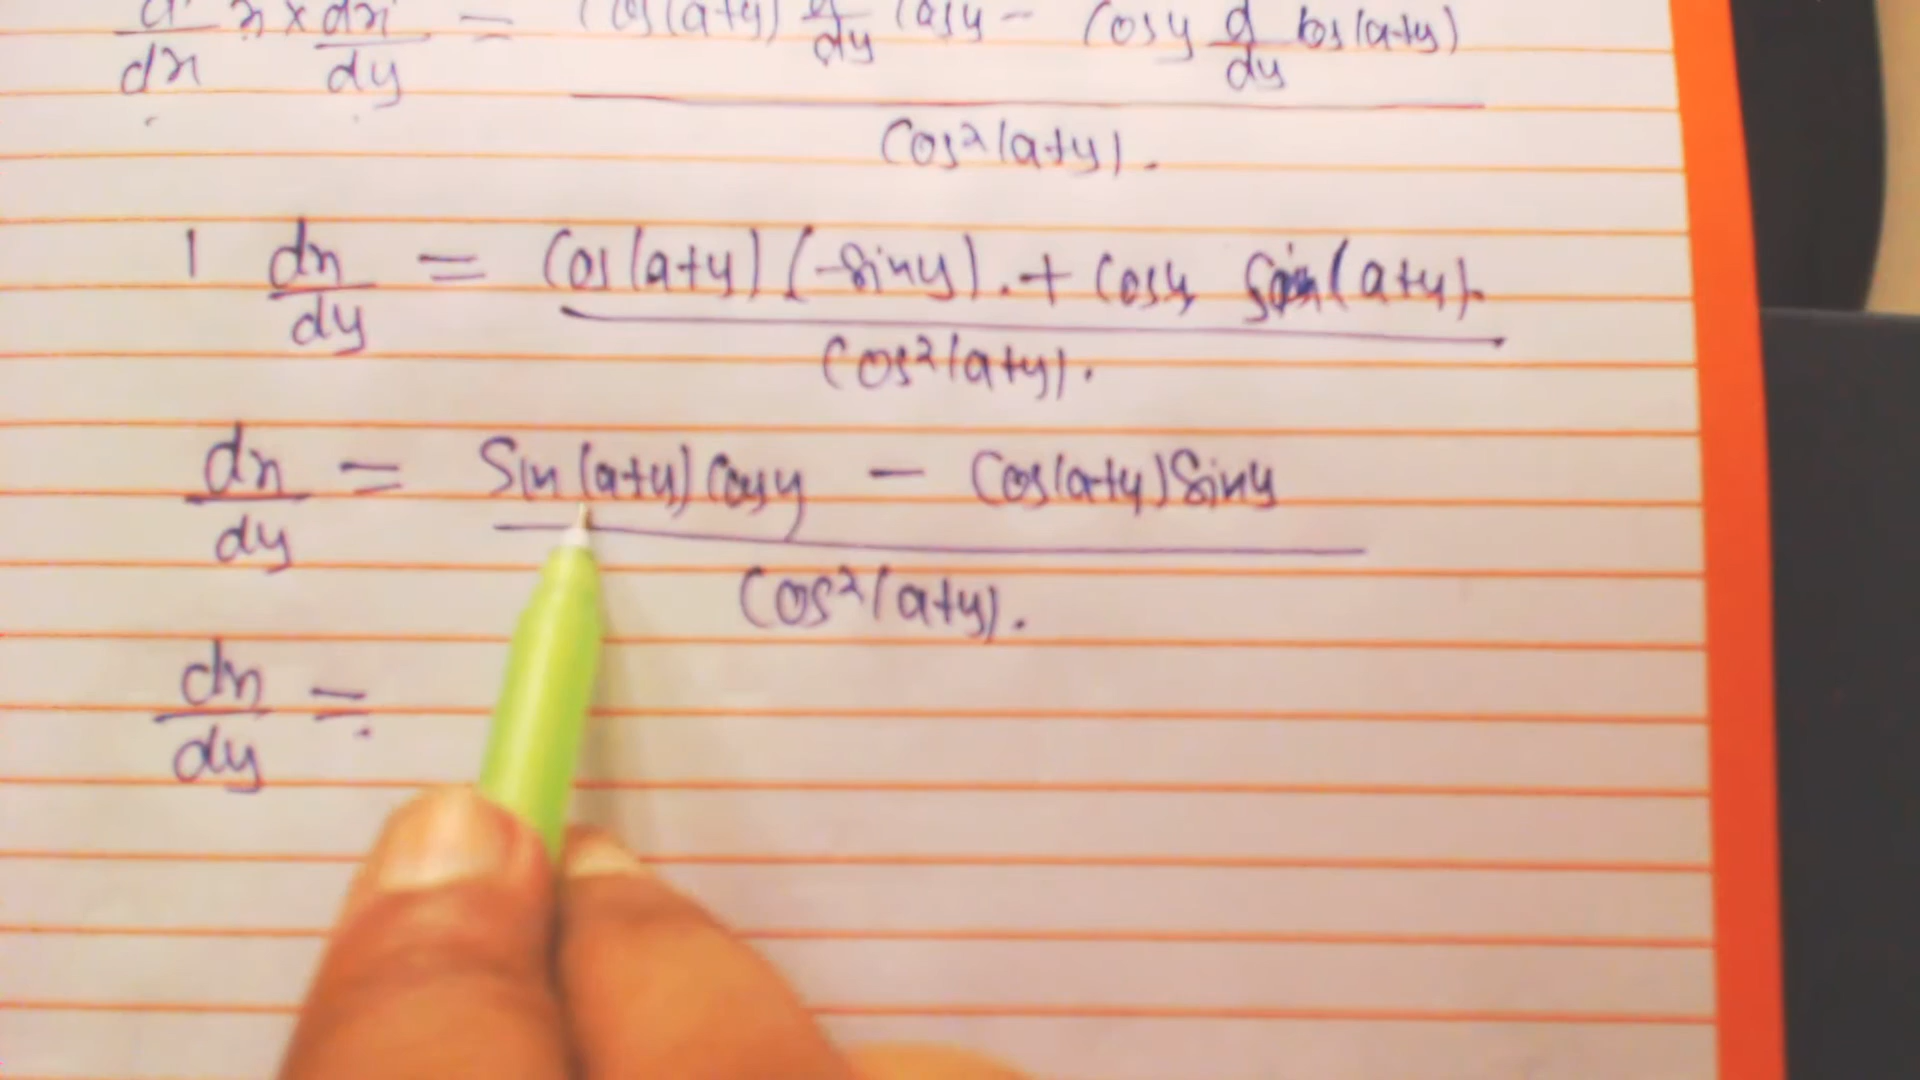 d/dx x × dx/dy = Cos(a+y) d/dy Cosy - Cosy d/dy Cos(a+y)
Cos²(a+y).
1 dx/dy = Cos(a+y)(-siny). + Cosy Sin(a+y).
Cos²(a+y).
dx/dy = Sin(a+y)Cosy - Cos(a+y)Siny
Cos²(a+y).
dx/dy =